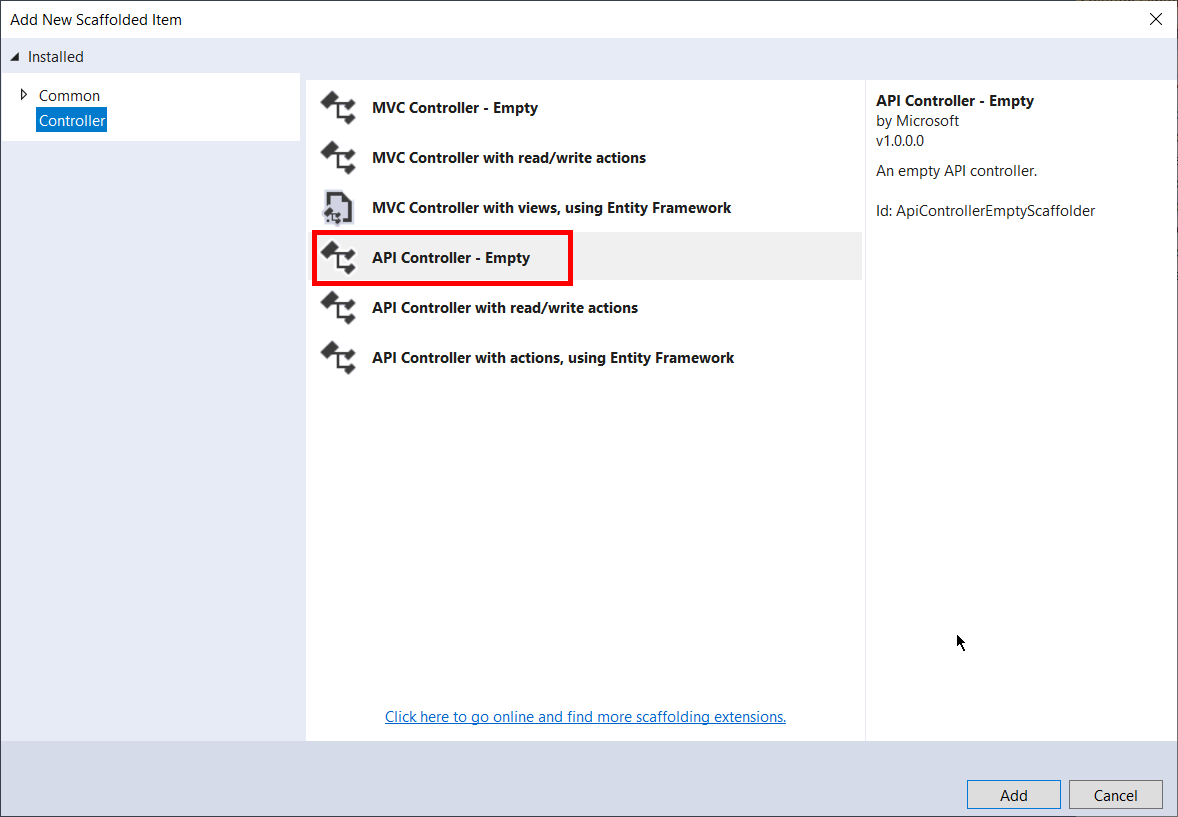 Add New Scaffolded Item
Installed
Common
Controller
MVC Controller - Empty
MVC Controller with read/write actions
MVC Controller with views, using Entity Framework
API Controller - Empty
API Controller with read/write actions
API Controller with actions, using Entity Framework
Click here to go online and find more scaffolding extensions.
API Controller - Empty
by Microsoft
v1.0.0.0
An empty API controller.
Id: ApiControllerEmptyScaffolder
Add
Cancel